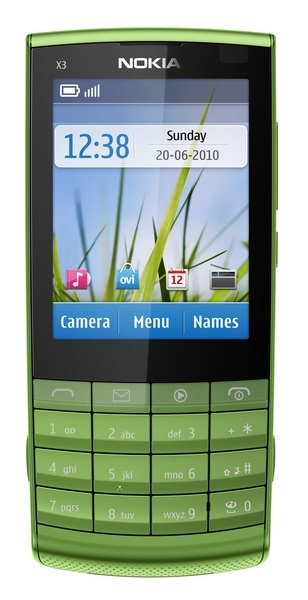 X3 NOKIA
12:38 Sunday
20-06-2010
ovi 12
Camera Menu Names
1 oo 2 abc def 3 + *
4 ghi 5 jkl mno 6 #
7 pqrs 8 tuv wxyz 9 0